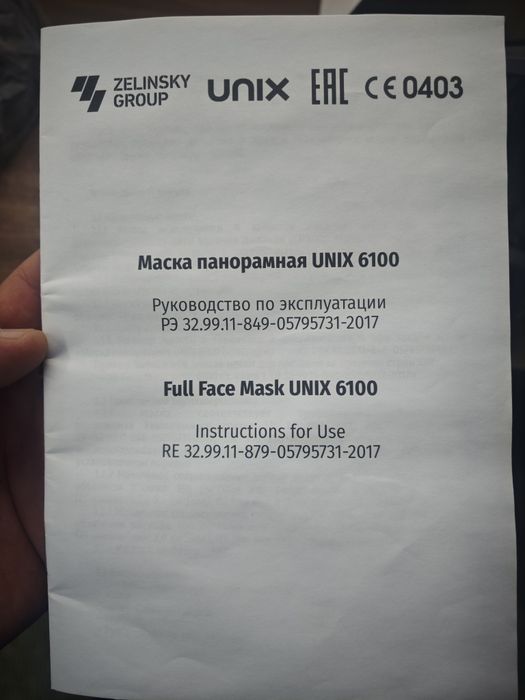 ZELINSKY
GROUP
UNIX
EAC
CE 0403
Маска панорамная UNIX 6100
Руководство по эксплуатации
РЭ 32.99.11-849-05795731-2017
Full Face Mask UNIX 6100
Instructions for Use
RE 32.99.11-879-05795731-2017